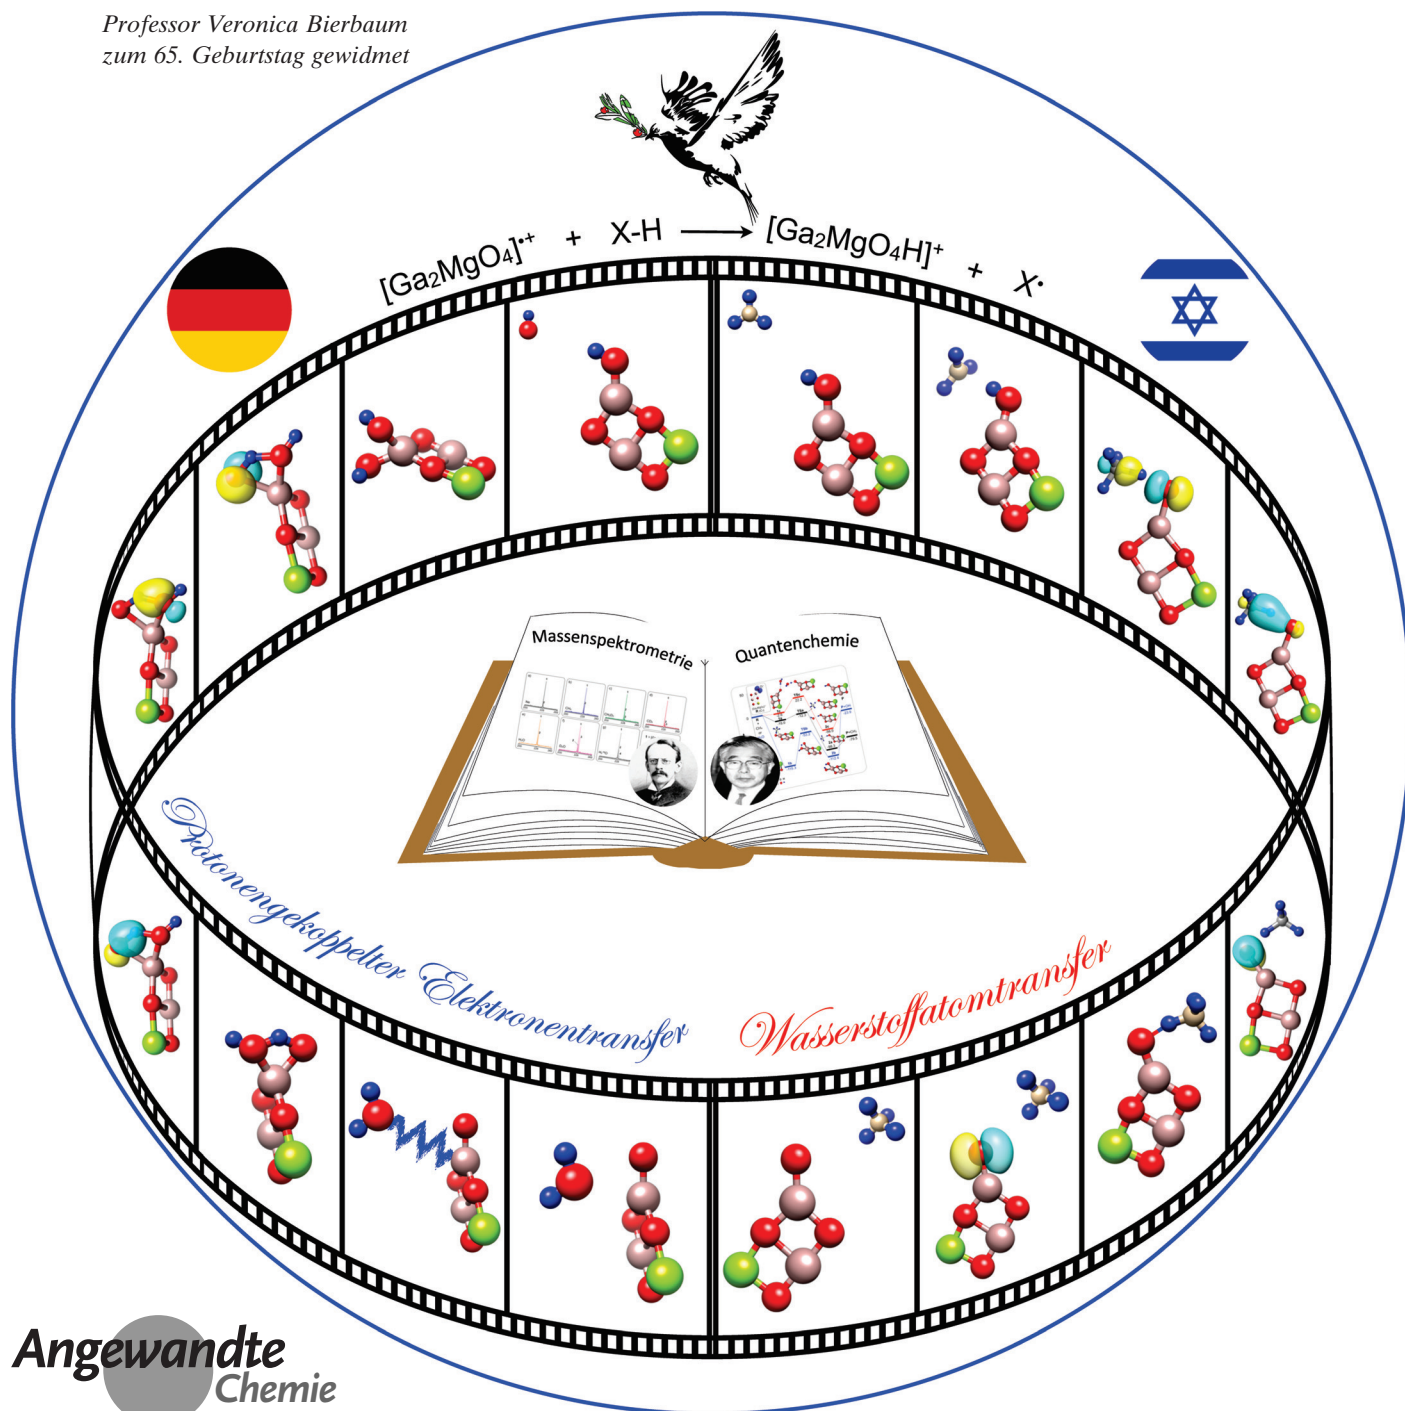 Professor Veronica Bierbaum
zum 65. Geburtstag gewidmet
[Ga₂MgO₄]•⁺ + X-H ⟶ [Ga₂MgO₄H]⁺ + X•
Massenspektrometrie
Quantenchemie
Protonengekoppelter Elektronentransfer
Wasserstoffatomtransfer
Angewandte
Chemie